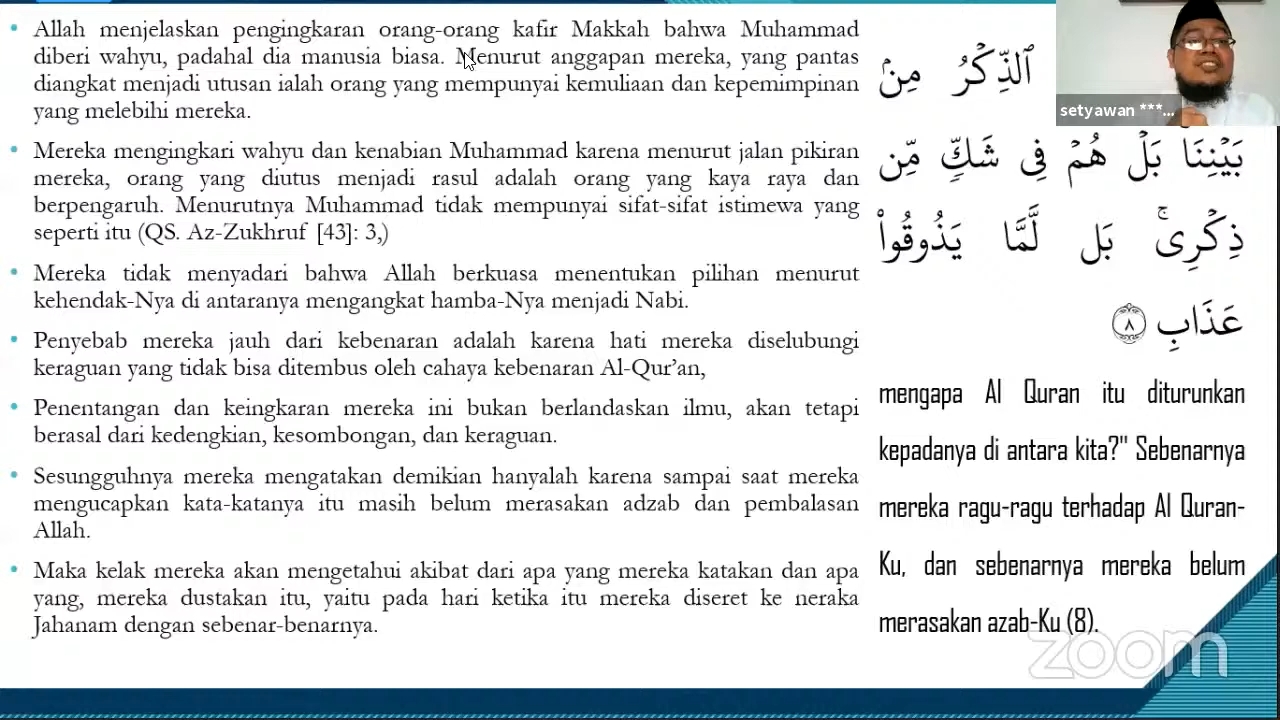 • Allah menjelaskan pengingkaran orang-orang kafir Makkah bahwa Muhammad
diberi wahyu, padahal dia manusia biasa. Menurut anggapan mereka, yang pantas
diangkat menjadi utusan ialah orang yang mempunyai kemuliaan dan kepemimpinan
yang melebihi mereka.
• Mereka mengingkari wahyu dan kenabian Muhammad karena menurut jalan pikiran
mereka, orang yang diutus menjadi rasul adalah orang yang kaya raya dan
berpengaruh. Menurutnya Muhammad tidak mempunyai sifat-sifat istimewa yang
seperti itu (QS. Az-Zukhruf [43]: 3,)
• Mereka tidak menyadari bahwa Allah berkuasa menentukan pilihan menurut
kehendak-Nya di antaranya mengangkat hamba-Nya menjadi Nabi.
• Penyebab mereka jauh dari kebenaran adalah karena hati mereka diselubungi
keraguan yang tidak bisa ditembus oleh cahaya kebenaran Al-Qur'an,
• Penentangan dan keingkaran mereka ini bukan berlandaskan ilmu, akan tetapi
berasal dari kedengkian, kesombongan, dan keraguan.
• Sesungguhnya mereka mengatakan demikian hanyalah karena sampai saat mereka
mengucapkan kata-katanya itu masih belum merasakan adzab dan pembalasan
Allah.
• Maka kelak mereka akan mengetahui akibat dari apa yang mereka katakan dan apa
yang, mereka dustakan itu, yaitu pada hari ketika itu mereka diseret ke neraka
Jahanam dengan sebenar-benarnya.
ٱلذِّكۡرُ مِنۢ
بَيۡنِنَا بَلۡ هُمۡ فِي شَكّٖ مِّن
ذِكۡرِيۚ بَل لَّمَّا يَذُوقُواْ
عَذَابِ ٨
mengapa Al Quran itu diturunkan
kepadanya di antara kita?" Sebenarnya
mereka ragu-ragu terhadap Al Quran-
Ku, dan sebenarnya mereka belum
merasakan azab-Ku (8).
setyawan ***...
zoom